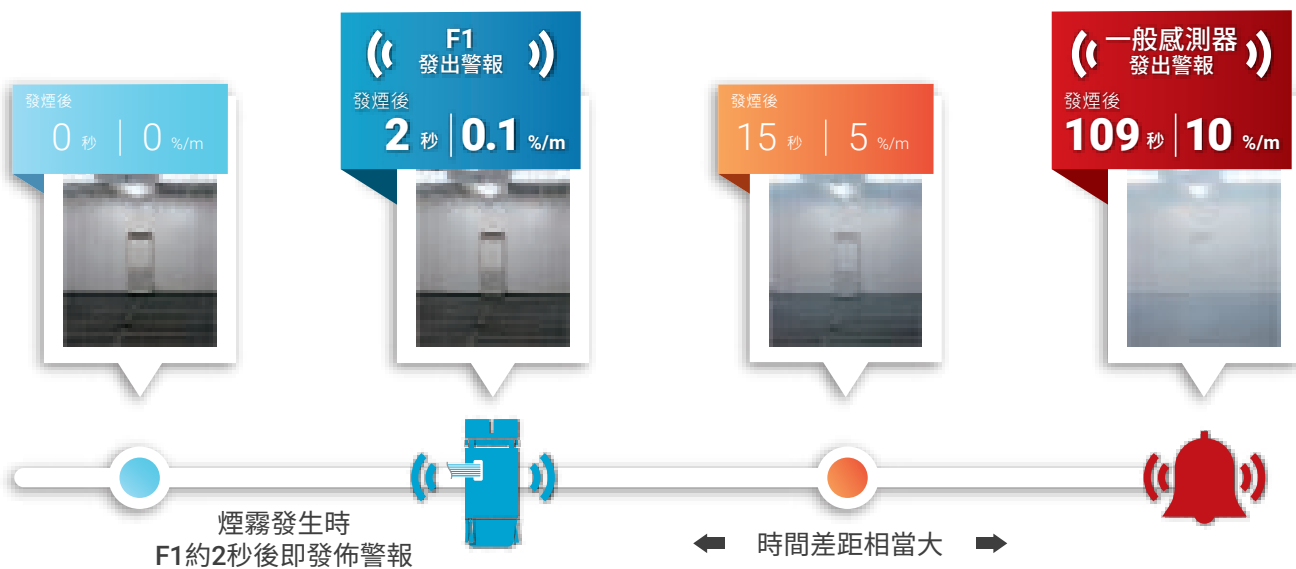 發煙後
0 秒 | 0 %/m
F1
發出警報
發煙後
2 秒 | 0.1 %/m
發煙後
15 秒 | 5 %/m
一般感測器
發出警報
發煙後
109 秒 | 10 %/m
煙霧發生時
F1約2秒後即發佈警報
時間差距相當大